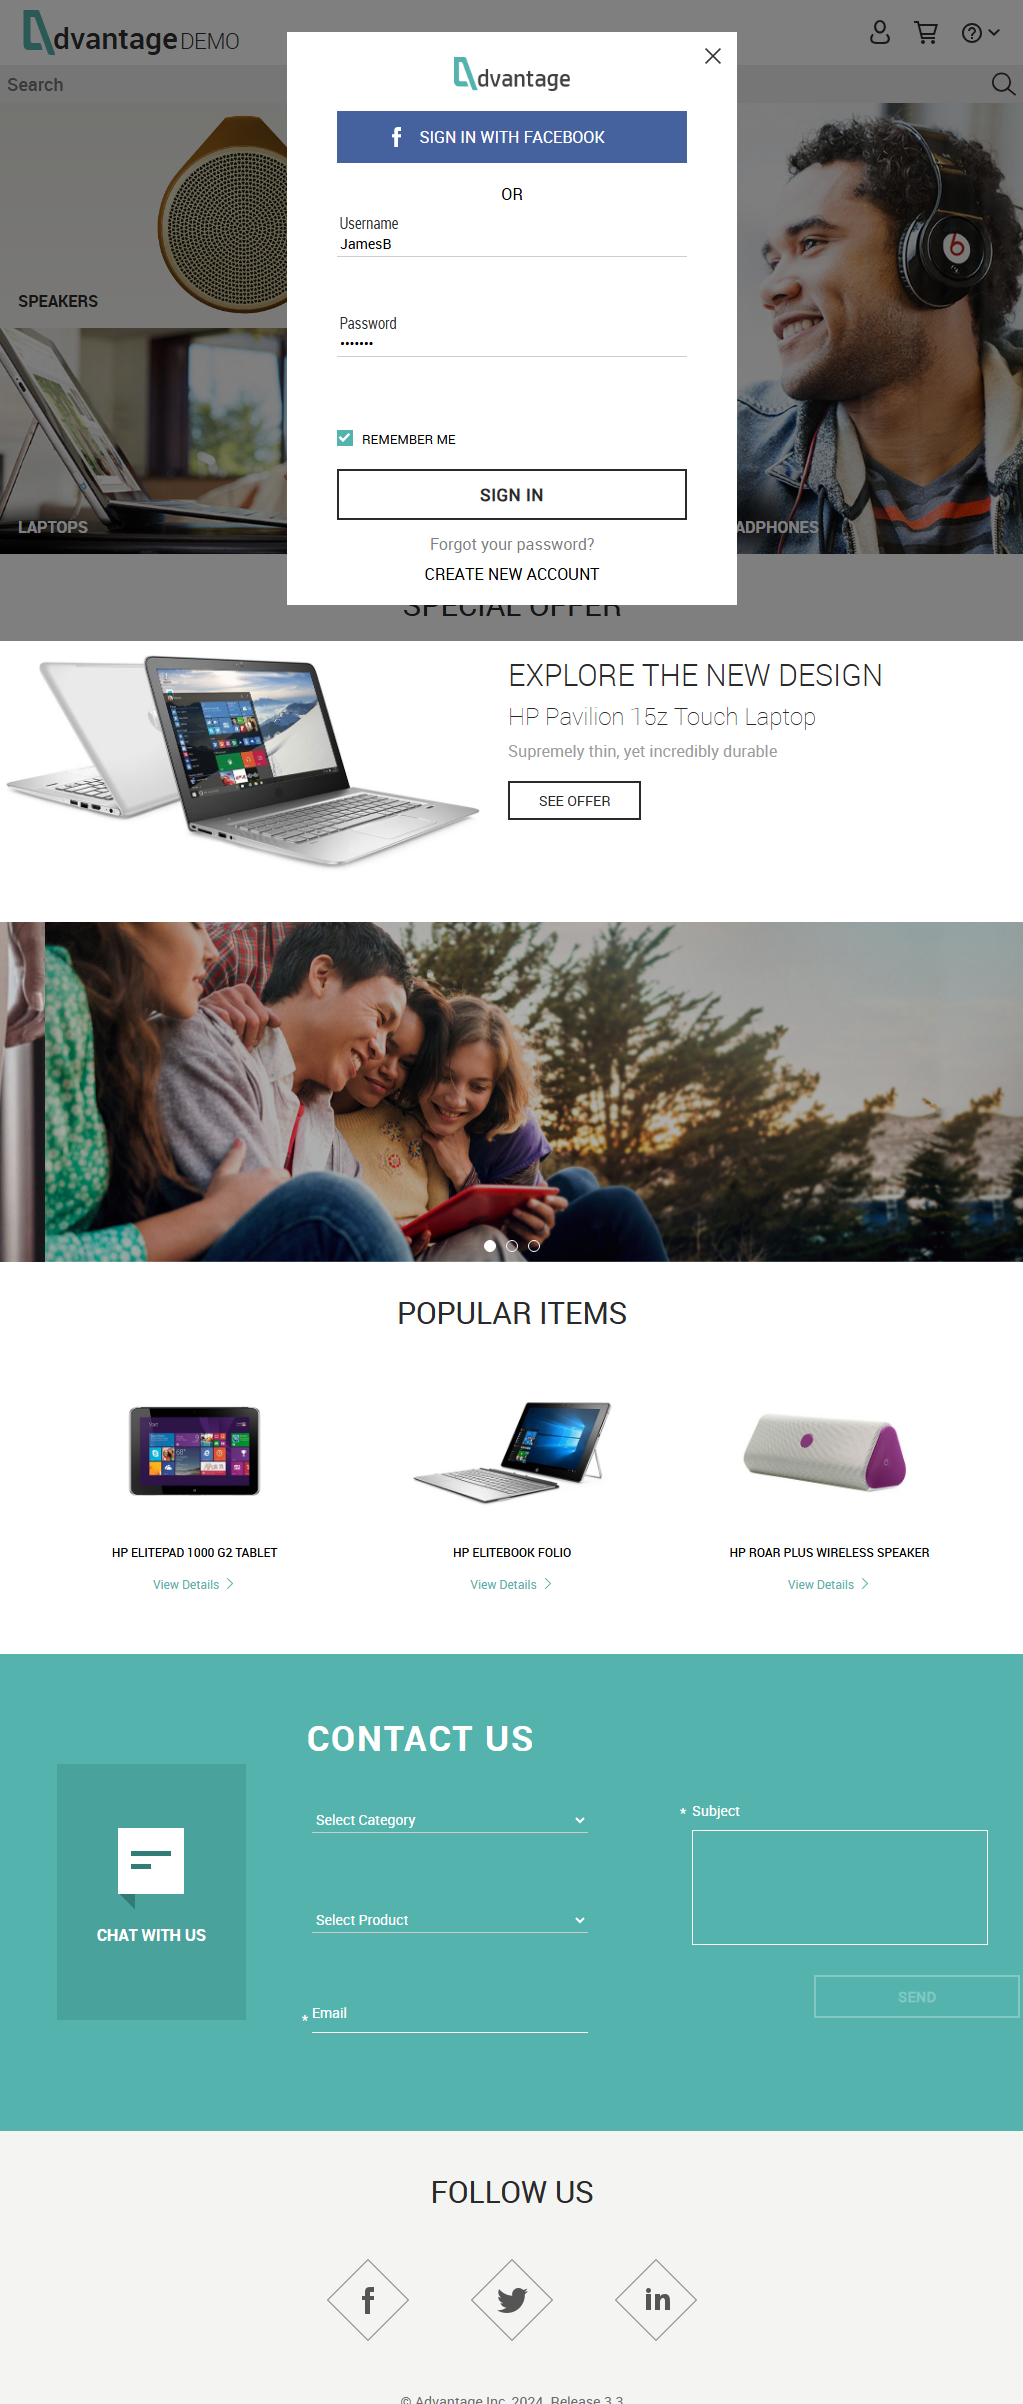 dvantage DEMO
Search
dvantage
SIGN IN WITH FACEBOOK
OR
Username
JamesB
Password
•••••••
REMEMBER ME
SIGN IN
Forgot your password?
CREATE NEW ACCOUNT
SPEAKERS
LAPTOPS
ADPHONES
SPECIAL OFFER
EXPLORE THE NEW DESIGN
HP Pavilion 15z Touch Laptop
Supremely thin, yet incredibly durable
SEE OFFER
POPULAR ITEMS
HP ELITEPAD 1000 G2 TABLET
View Details
HP ELITEBOOK FOLIO
View Details
HP ROAR PLUS WIRELESS SPEAKER
View Details
CONTACT US
CHAT WITH US
Select Category
Select Product
* Email
* Subject
SEND
FOLLOW US
© Advantage Inc, 2024. Release 3.3